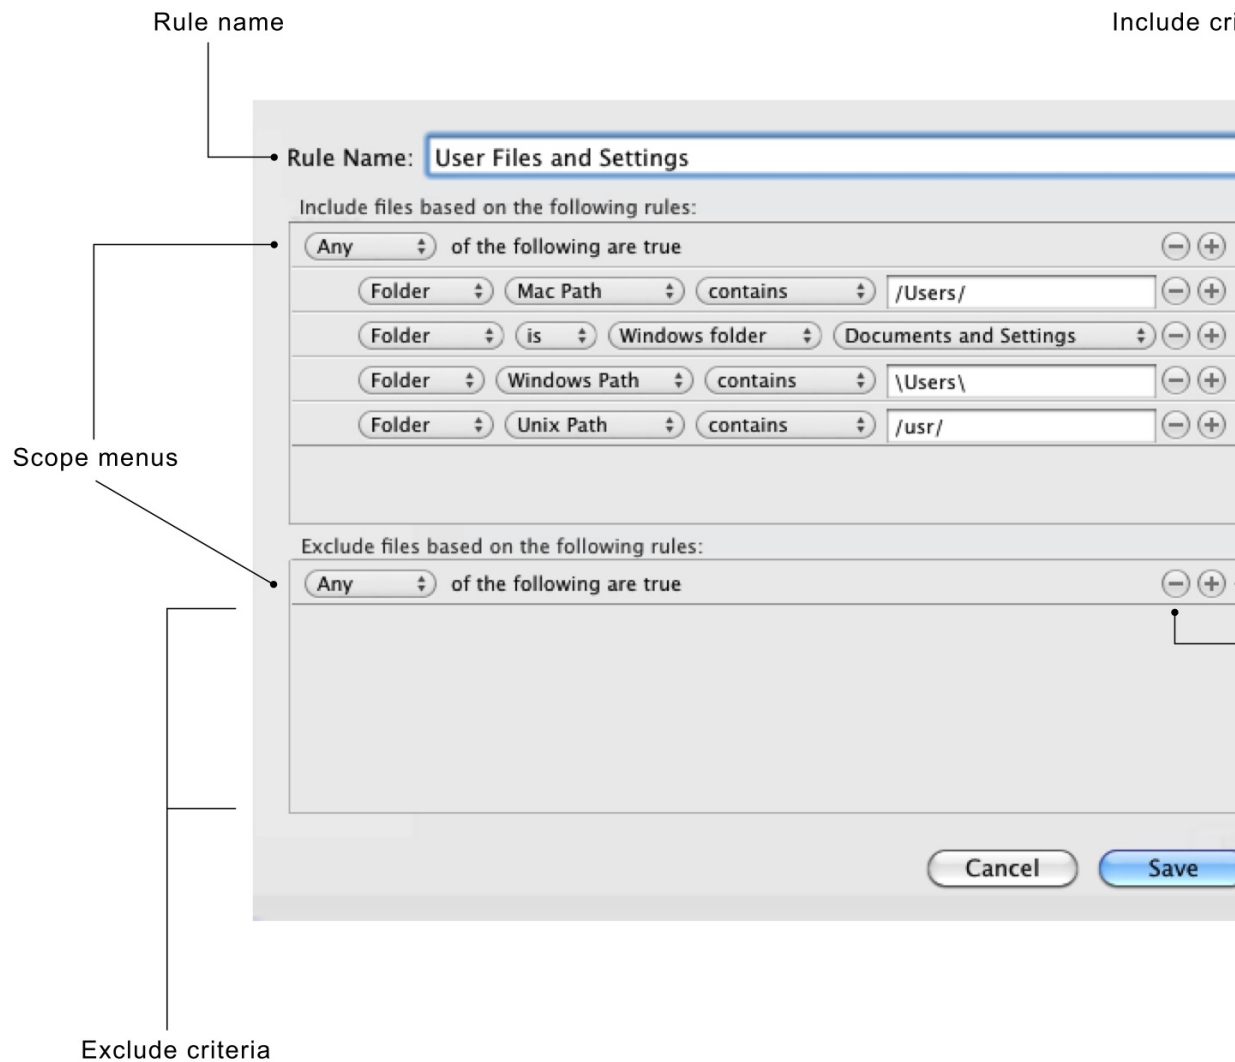 Rule name
Include cri
Rule Name: User Files and Settings
Include files based on the following rules:
Any of the following are true
Folder Mac Path contains /Users/
Folder is Windows folder Documents and Settings
Folder Windows Path contains \Users\
Folder Unix Path contains /usr/
Scope menus
Exclude files based on the following rules:
Any of the following are true
Cancel Save
Exclude criteria